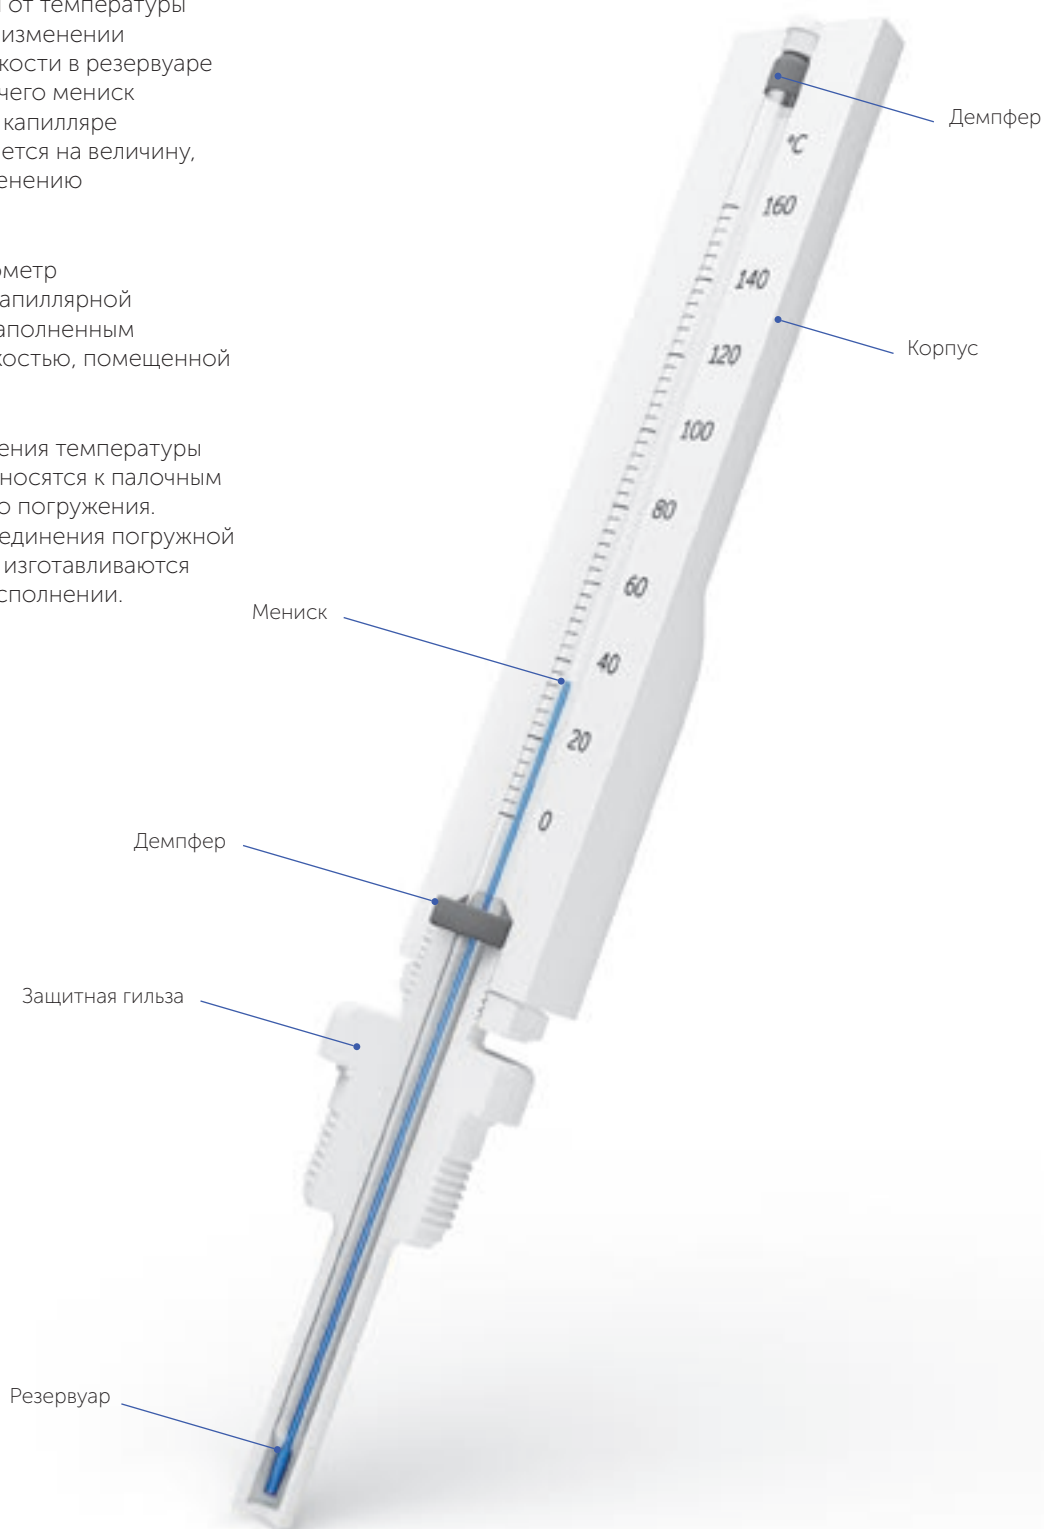 от температуры
изменении
кости в резервуаре
чего мениск
капилляре
ется на величину,
енению
ометр
апиллярной
аполненным
костью, помещенной
ения температуры
носятся к палочным
о погружения.
единения погружной
изготавливаются
сполнении.
Демпфер
°C
160
140
Корпус
120
100
80
60
Мениск
40
20
0
Демпфер
Защитная гильза
Резервуар